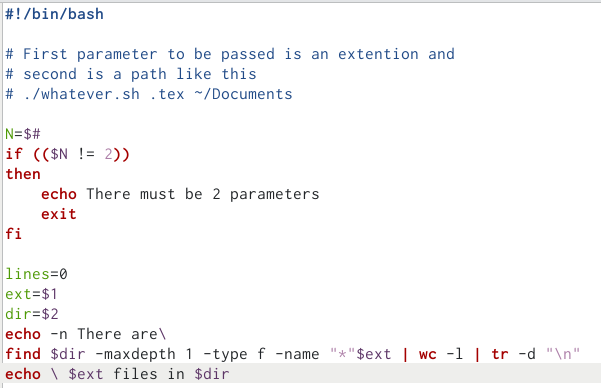 #!/bin/bash

# First parameter to be passed is an extention and
# second is a path like this
# ./whatever.sh .tex ~/Documents

N=$#
if (($N != 2))
then
    echo There must be 2 parameters
    exit
fi

lines=0
ext=$1
dir=$2
echo -n There are\
find $dir -maxdepth 1 -type f -name "*"$ext | wc -l | tr -d "\n"
echo \ $ext files in $dir